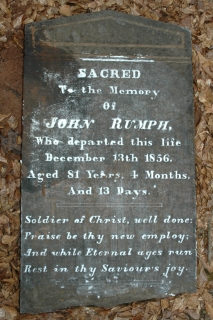 SACRED
To the Memory
Of
JOHN RUMPH,
Who departed this life
December 13th 1856.
Aged 81 Years, 4 Months.
And 13 Days.
Soldier of Christ, well done;
Praise be thy new employ;
And while Eternal ages run
Rest in thy Saviour's joy.